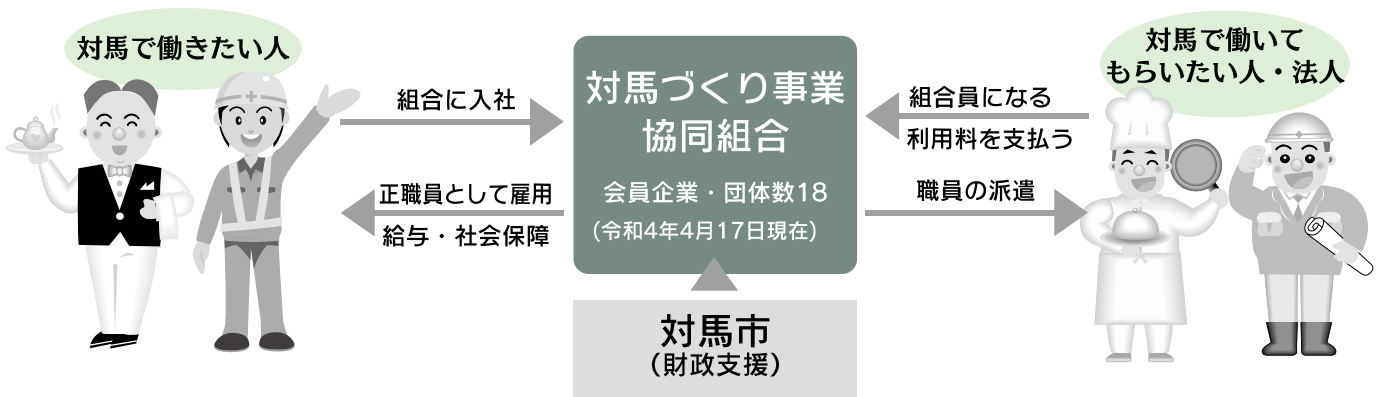 対馬で働きたい人
組合に入社
正職員として雇用
給与・社会保障
対馬づくり事業
協同組合
会員企業・団体数18
(令和4年4月17日現在)
対馬市
(財政支援)
対馬で働いて
もらいたい人・法人
組合員になる
利用料を支払う
職員の派遣